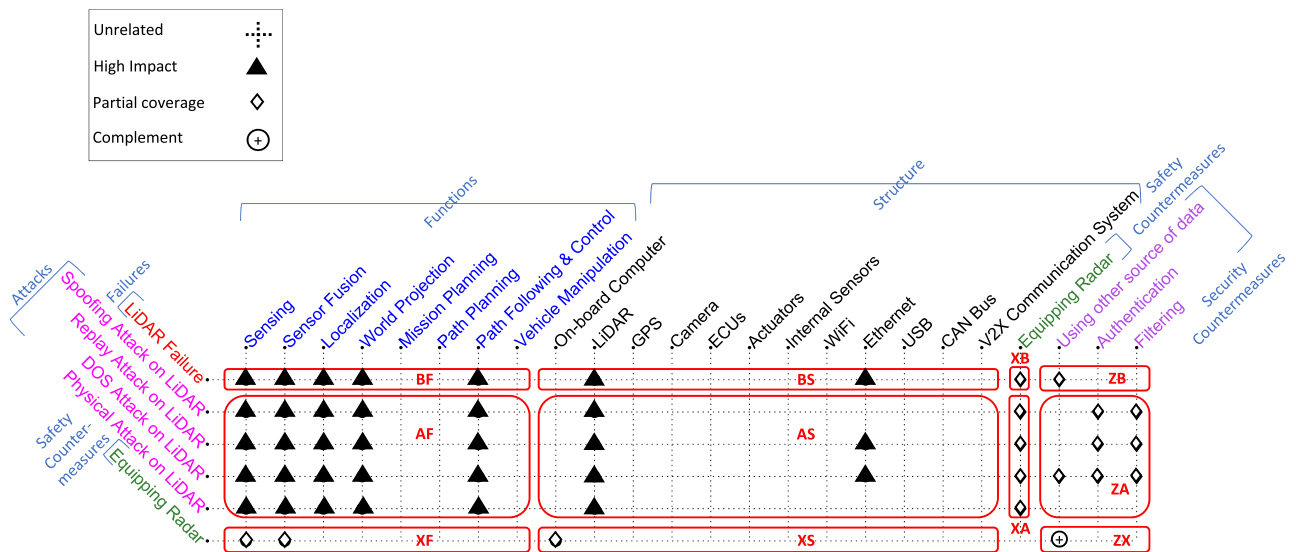 Unrelated
High Impact
Partial coverage
Complement
+
Functions
Structure
Safety
Countermeasures
Security
Countermeasures
Sensing
Sensor Fusion
Localization
World Projection
Mission Planning
Path Planning
Path Following & Control
Vehicle Manipulation
On-board Computer
LiDAR
GPS
Camera
ECUs
Actuators
Internal Sensors
WiFi
Ethernet
USB
CAN Bus
V2X Communication System
Equipping Radar
Using other source of data
Authentication
Filtering
Attacks
Failures
LiDAR Failure
Spoofing Attack on LiDAR
Replay Attack on LiDAR
DOS Attack on LiDAR
Physical Attack on LiDAR
Safety
Counter-
measures
Equipping Radar
XB
BF
BS
ZB
AF
AS
ZA
XA
XF
XS
+
ZX